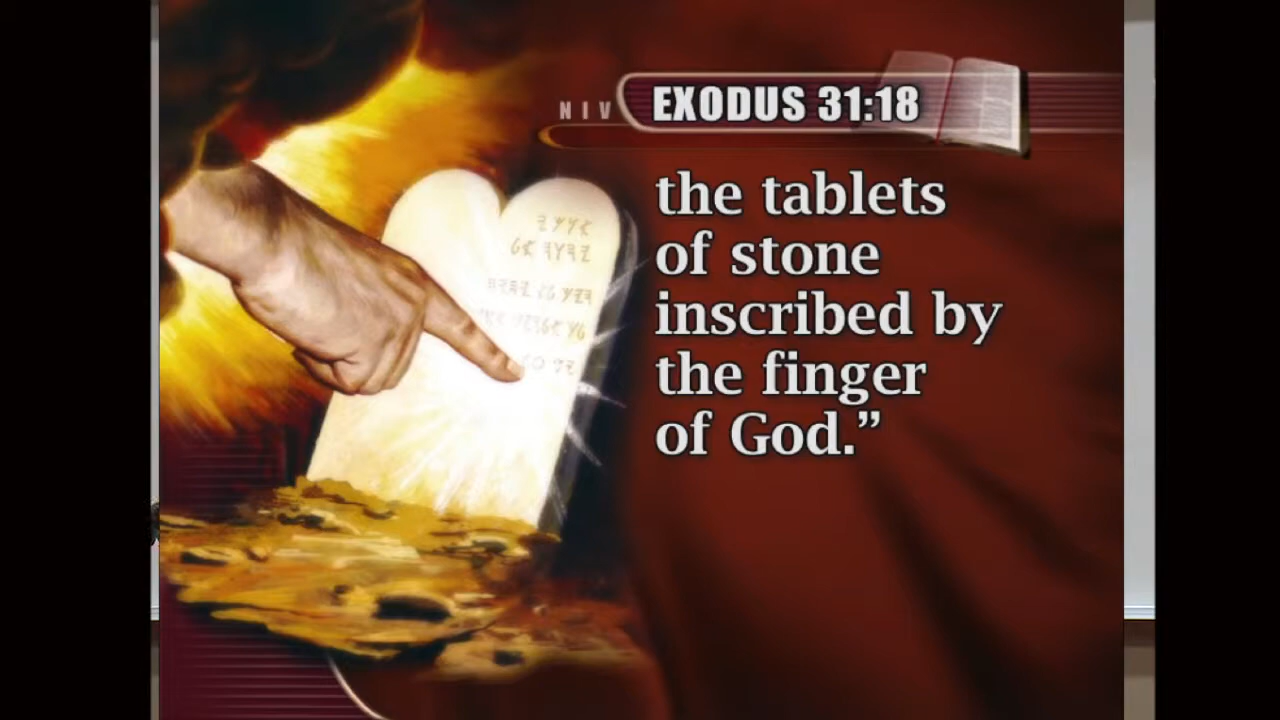 NIV EXODUS 31:18
the tablets
of stone
inscribed by
the finger
of God.”